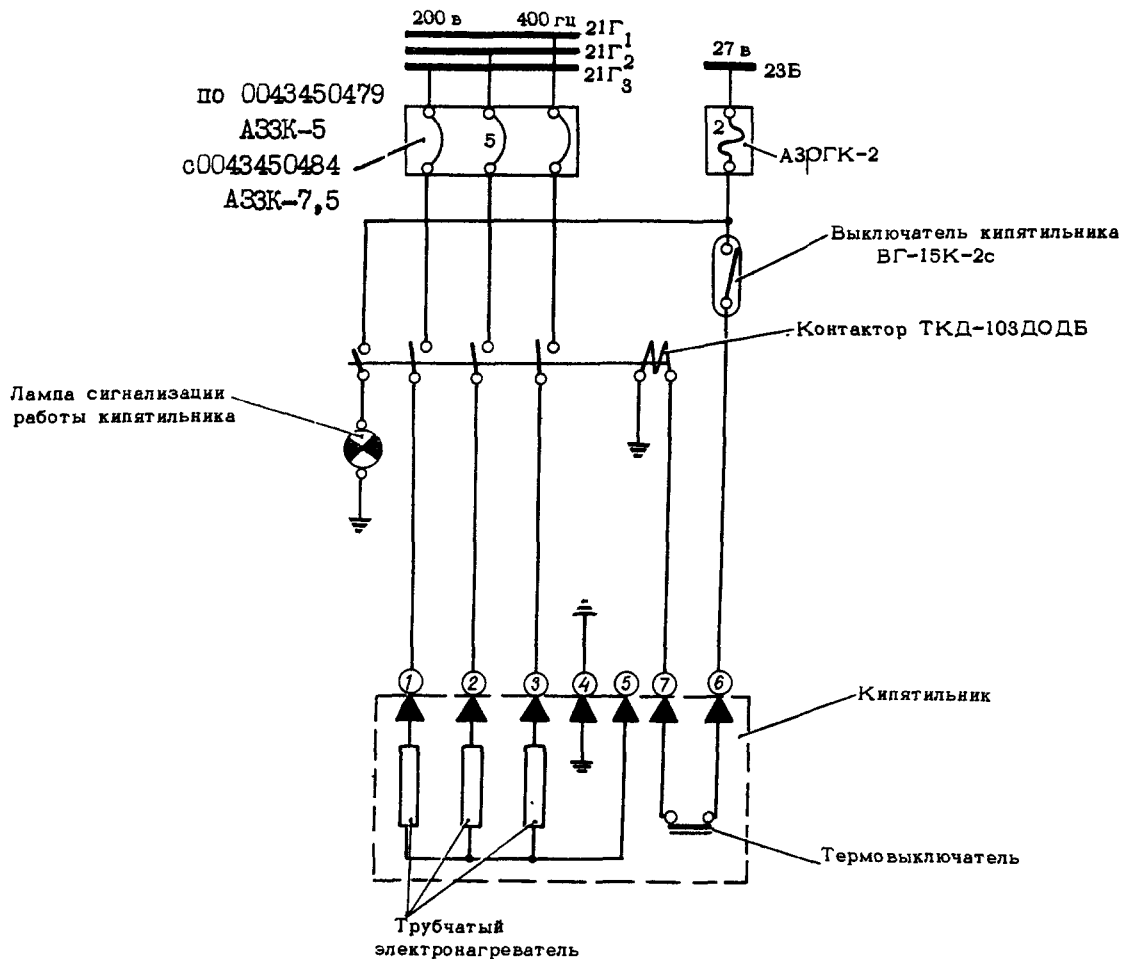 200 в 400 гц
21Г1
21Г2
21Г3
27 в
23Б
по 0043450479
АЗЗК-5
с0043450484
АЗЗК-7,5
5
2
АЗРГК-2
Выключатель кипятильника
ВГ-15К-2с
Контактор ТКД-103ДОДБ
Лампа сигнализации
работы кипятильника
1 2 3 4 5 7 6
Кипятильник
Термовыключатель
Трубчатый
электронагреватель